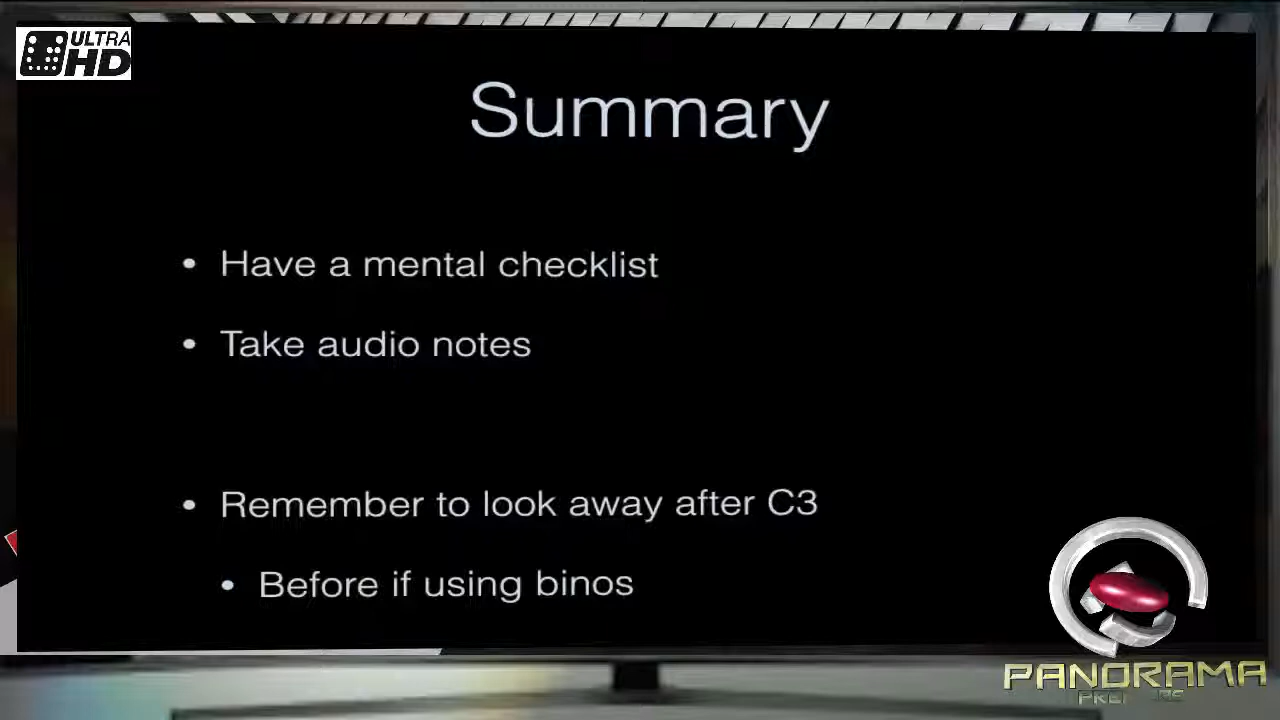 ULTRA
HD
Summary
• Have a mental checklist
• Take audio notes
• Remember to look away after C3
• Before if using binos
PANORAMA